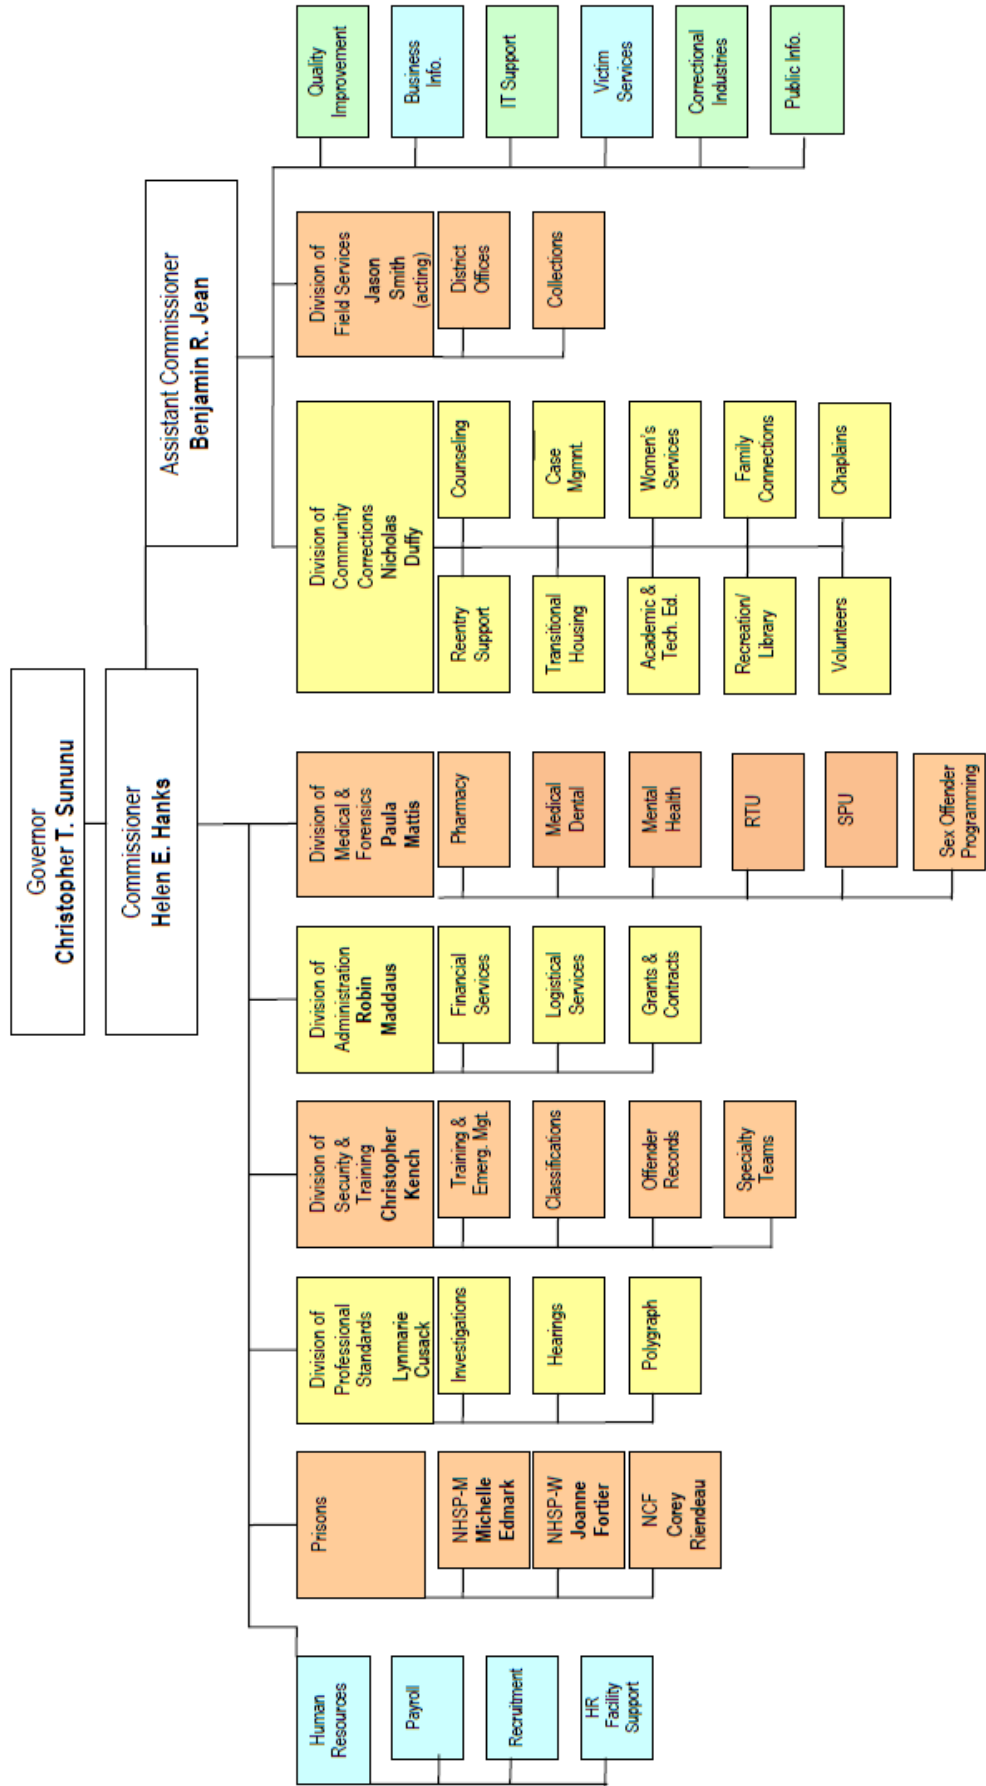 Governor
Christopher T. Sununu
Commissioner
Helen E. Hanks
Assistant Commissioner
Benjamin R. Jean
Human
Resources
Payroll
Recruitment
HR
Facility
Support
Prisons
NHSP-M
Michelle
Edmark
NHSP-W
Joanne
Fortier
NCF
Corey
Riendeau
Division of
Professional
Standards
Lynmarie
Cusack
Investigations
Hearings
Polygraph
Division of
Security &
Training
Christopher
Kench
Training &
Emerg. Mgt.
Classifications
Offender
Records
Specialty
Teams
Division of
Administration
Robin
Maddaus
Financial
Services
Logistical
Services
Grants &
Contracts
Division of
Medical &
Forensics
Paula
Mattis
Pharmacy
Medical
Dental
Mental
Health
RTU
SPU
Sex Offender
Programming
Division of
Community
Corrections
Nicholas
Duffy
Reentry
Support
Counseling
Transitional
Housing
Case
Mgmnt.
Academic &
Tech. Ed.
Women's
Services
Recreation/
Library
Family
Connections
Volunteers
Chaplains
Division of
Field Services
Jason
Smith
(acting)
District
Offices
Collections
Quality
Improvement
Business
Info.
IT Support
Victim
Services
Correctional
Industries
Public Info.